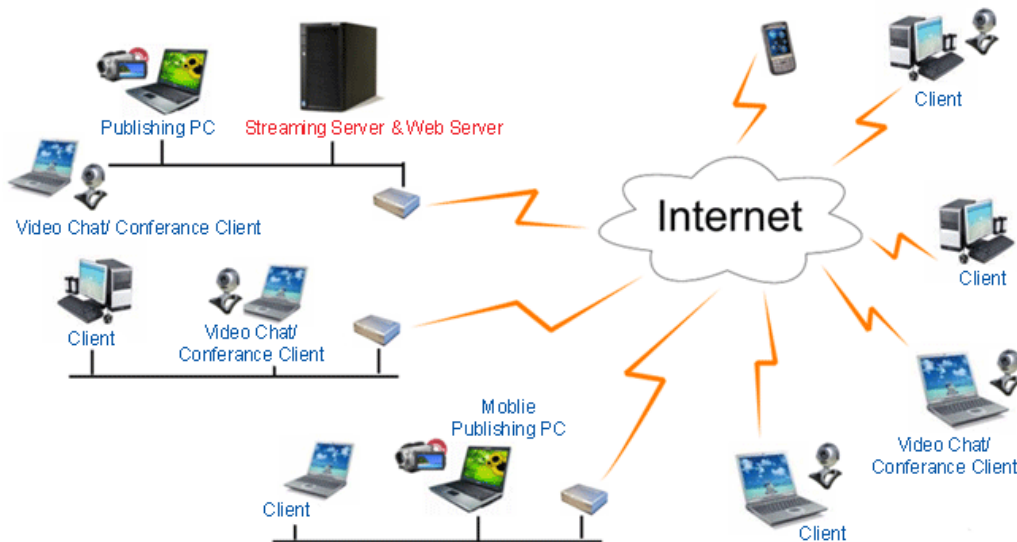 Client
Publishing PC
Streaming Server & Web Server
Internet
Video Chat/ Conferance Client
Client
Client
Video Chat/
Conferance Client
Moblie
Publishing PC
Video Chat/
Conferance Client
Client
Client